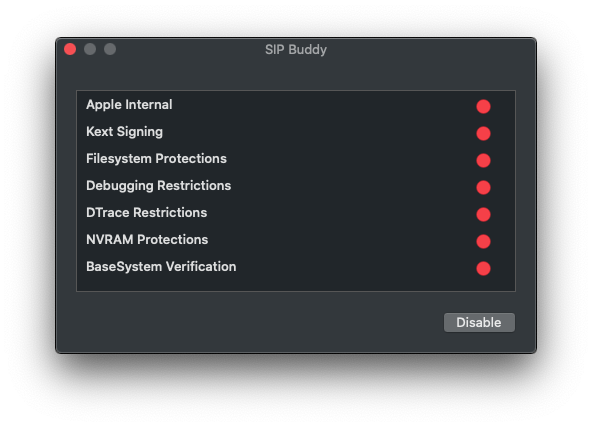 SIP Buddy
Apple Internal
Kext Signing
Filesystem Protections
Debugging Restrictions
DTrace Restrictions
NVRAM Protections
BaseSystem Verification
Disable